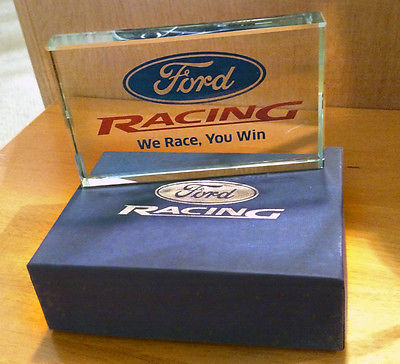 Ford
RACING
We Race, You Win
Ford
RACING